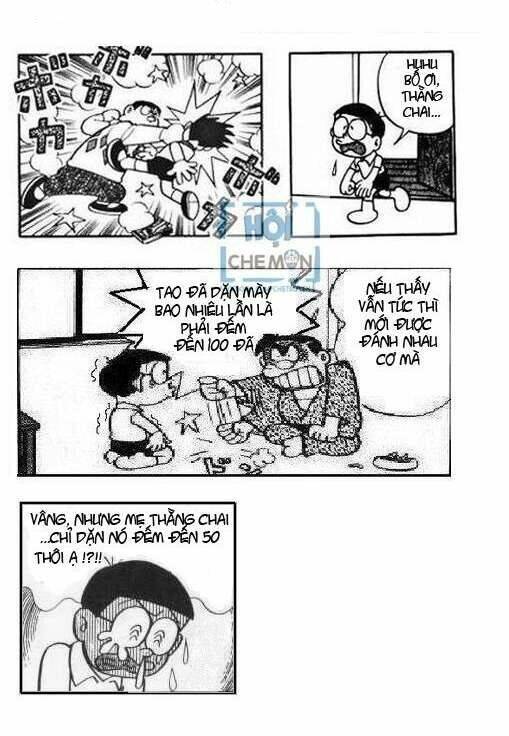 HUHU
BỐ ƠI,
THẰNG
CHAI...
HỘI
CHEMON
TAO ĐÃ DẶN MÀY
BAO NHIÊU LẦN LÀ
PHẢI ĐẾM
ĐẾN 100 ĐÃ
NẾU THẤY
VẪN TỨC THÌ
MỚI ĐƯỢC
ĐÁNH NHAU
CƠ MÀ
VÂNG, NHƯNG MẸ THẰNG CHAI
...CHỈ DẶN NÓ ĐẾM ĐẾN 50
THÔI Ạ !?!!